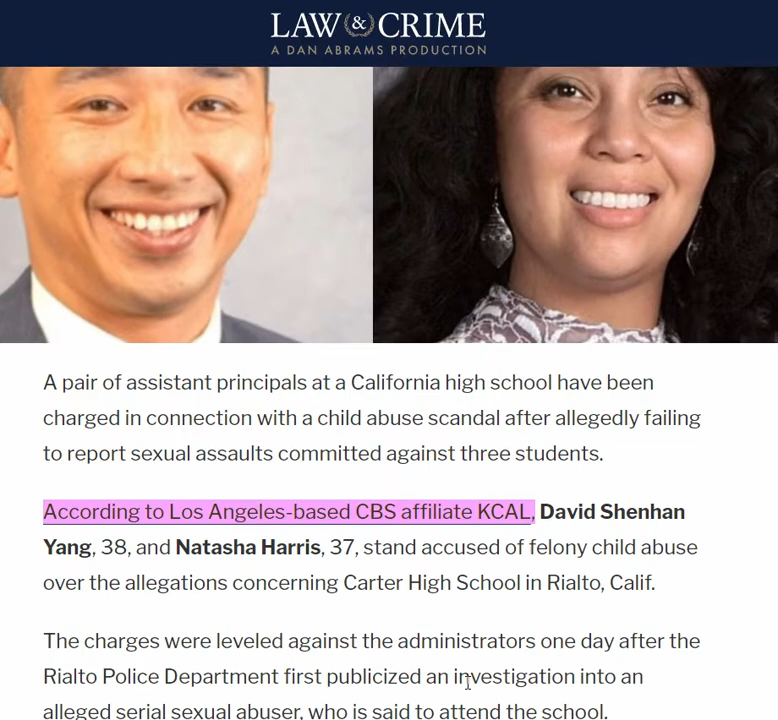 LAW & CRIME
A DAN ABRAMS PRODUCTION
A pair of assistant principals at a California high school have been
charged in connection with a child abuse scandal after allegedly failing
to report sexual assaults committed against three students.
According to Los Angeles-based CBS affiliate KCAL, David Shenhan
Yang, 38, and Natasha Harris, 37, stand accused of felony child abuse
over the allegations concerning Carter High School in Rialto, Calif.
The charges were leveled against the administrators one day after the
Rialto Police Department first publicized an investigation into an
alleged serial sexual abuser, who is said to attend the school.